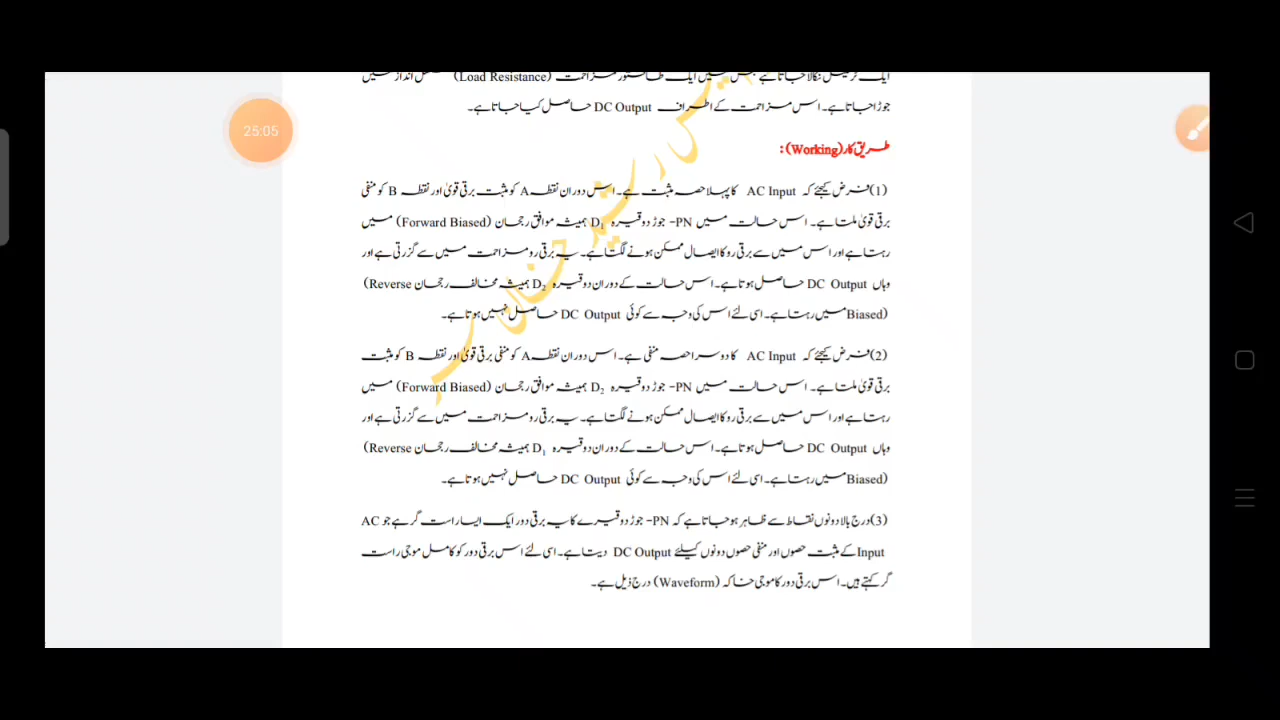 ایک ٹرمینل نکالا جاتا ہے جس میں ایک طاقتور مزاحمت (Load Resistance) انداز میں
جوڑا جاتا ہے۔ اس مزاحمت کے اطراف DC Output حاصل کیا جاتا ہے۔
25:05
طریق کار (Working):
(1) فرض کیجئے کہ AC Input کا پہلا حصہ مثبت ہے۔ اس دوران نقطہ A کو مثبت برقی قویٰ اور نقطہ B کو منفی
برقی قویٰ ملتا ہے۔ اس حالت میں PN- جوڑ دوقیرہ D₁ ہمیشہ موافق رجحان (Forward Biased) میں
رہتا ہے اور اس میں سے برقی رو کا ایصال ممکن ہونے لگتا ہے۔ یہ برقی رو مزاحمت میں سے گزرتی ہے اور
وہاں DC Output حاصل ہوتا ہے۔ اس حالت کے دوران دوقیرہ D₂ ہمیشہ مخالف رجحان (Reverse
Biased) میں رہتا ہے۔ اسی لئے اس کی وجہ سے کوئی DC Output حاصل نہیں ہوتا ہے۔
(2) فرض کیجئے کہ AC Input کا دوسرا حصہ منفی ہے۔ اس دوران نقطہ A کو منفی برقی قویٰ اور نقطہ B کو مثبت
برقی قویٰ ملتا ہے۔ اس حالت میں PN- جوڑ دوقیرہ D₂ ہمیشہ موافق رجحان (Forward Biased) میں
رہتا ہے اور اس میں سے برقی رو کا ایصال ممکن ہونے لگتا ہے۔ یہ برقی رو مزاحمت میں سے گزرتی ہے اور
وہاں DC Output حاصل ہوتا ہے۔ اس حالت کے دوران دوقیرہ D₁ ہمیشہ مخالف رجحان (Reverse
Biased) میں رہتا ہے۔ اسی لئے اس کی وجہ سے کوئی DC Output حاصل نہیں ہوتا ہے۔
(3) درج بالا دونوں نقاط سے ظاہر ہو جاتا ہے کہ PN- جوڑ دوقیرے کا یہ برقی دور ایک ایسا راست گر ہے جو AC
Input کے مثبت حصوں اور منفی حصوں دونوں کیلئے DC Output دیتا ہے۔ اسی لئے اس برقی دور کو کامل موجی راست
گر کہتے ہیں۔ اس برقی دور کا موجی خاکہ (Waveform) درج ذیل ہے۔